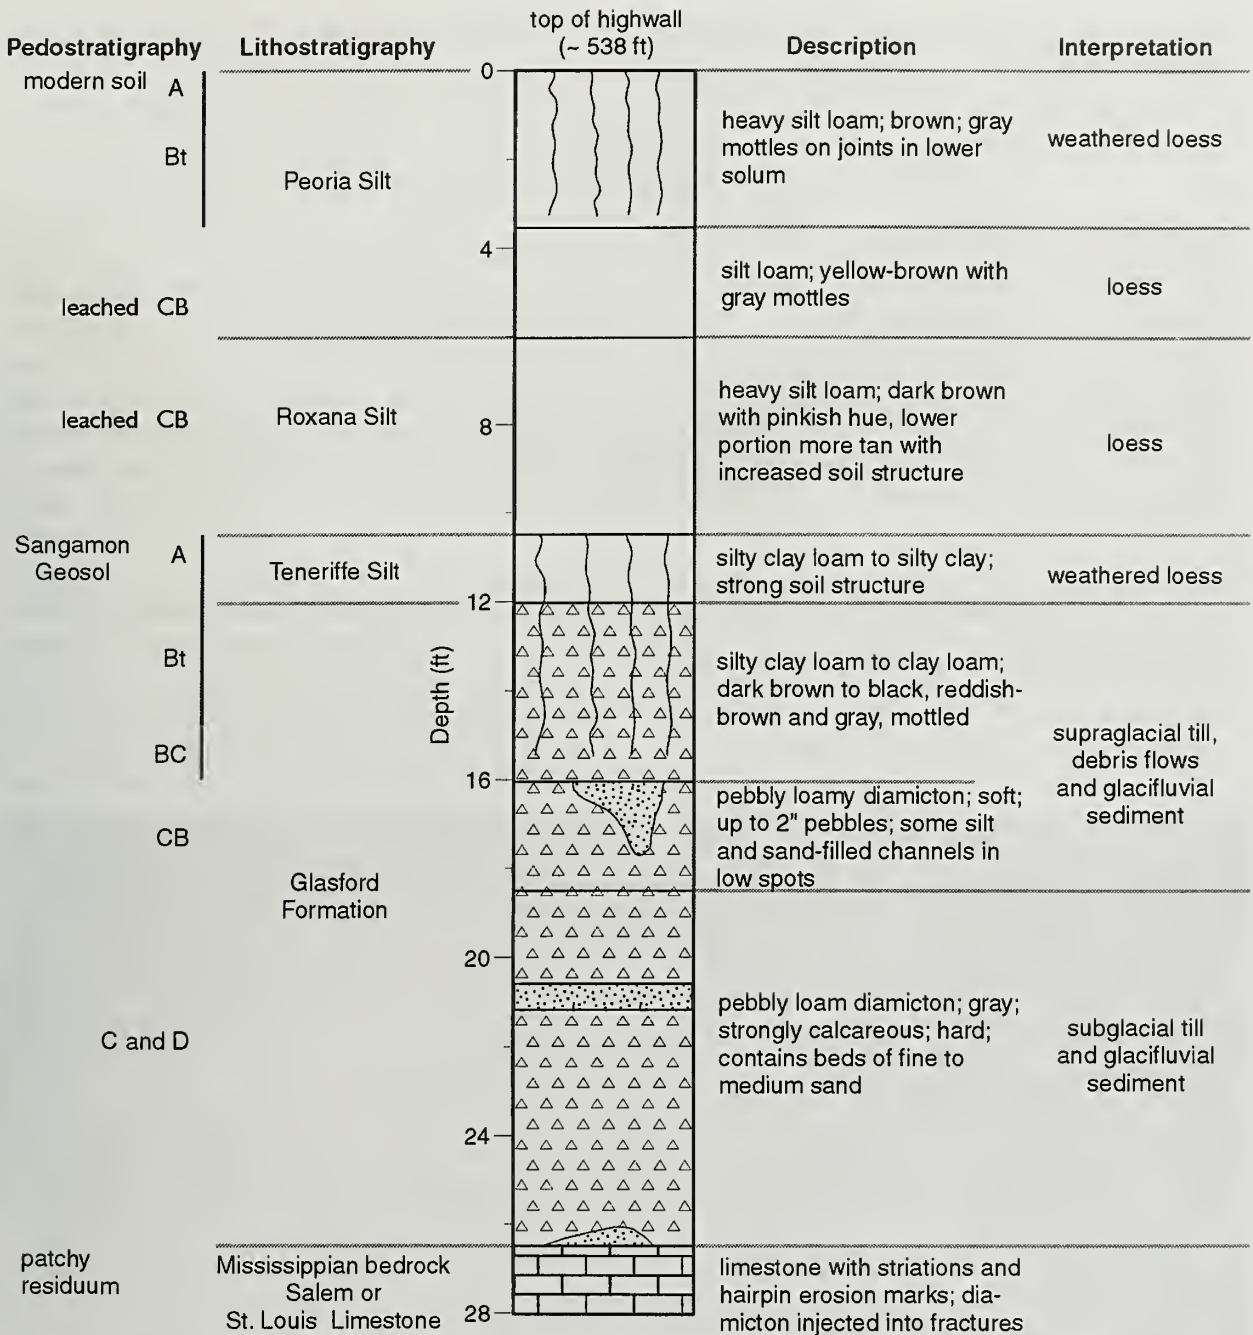 top of highwall
(~ 538 ft)
Pedostratigraphy
Lithostratigraphy
Description
Interpretation
modern soil A
Bt
Peoria Silt
0
heavy silt loam; brown; gray
mottles on joints in lower
solum
weathered loess
4
leached CB
silt loam; yellow-brown with
gray mottles
loess
leached CB
Roxana Silt
8
heavy silt loam; dark brown
with pinkish hue, lower
portion more tan with
increased soil structure
loess
Sangamon
Geosol
A
Teneriffe Silt
silty clay loam to silty clay;
strong soil structure
weathered loess
12
Depth (ft)
Bt
BC
silty clay loam to clay loam;
dark brown to black, reddish-
brown and gray, mottled
supraglacial till,
debris flows
and glacifluvial
sediment
16
CB
pebbly loamy diamicton; soft;
up to 2" pebbles; some silt
and sand-filled channels in
low spots
Glasford
Formation
20
C and D
pebbly loam diamicton; gray;
strongly calcareous; hard;
contains beds of fine to
medium sand
subglacial till
and glacifluvial
sediment
24
patchy
residuum
Mississippian bedrock
Salem or
St. Louis Limestone
28
limestone with striations and
hairpin erosion marks; dia-
micton injected into fractures